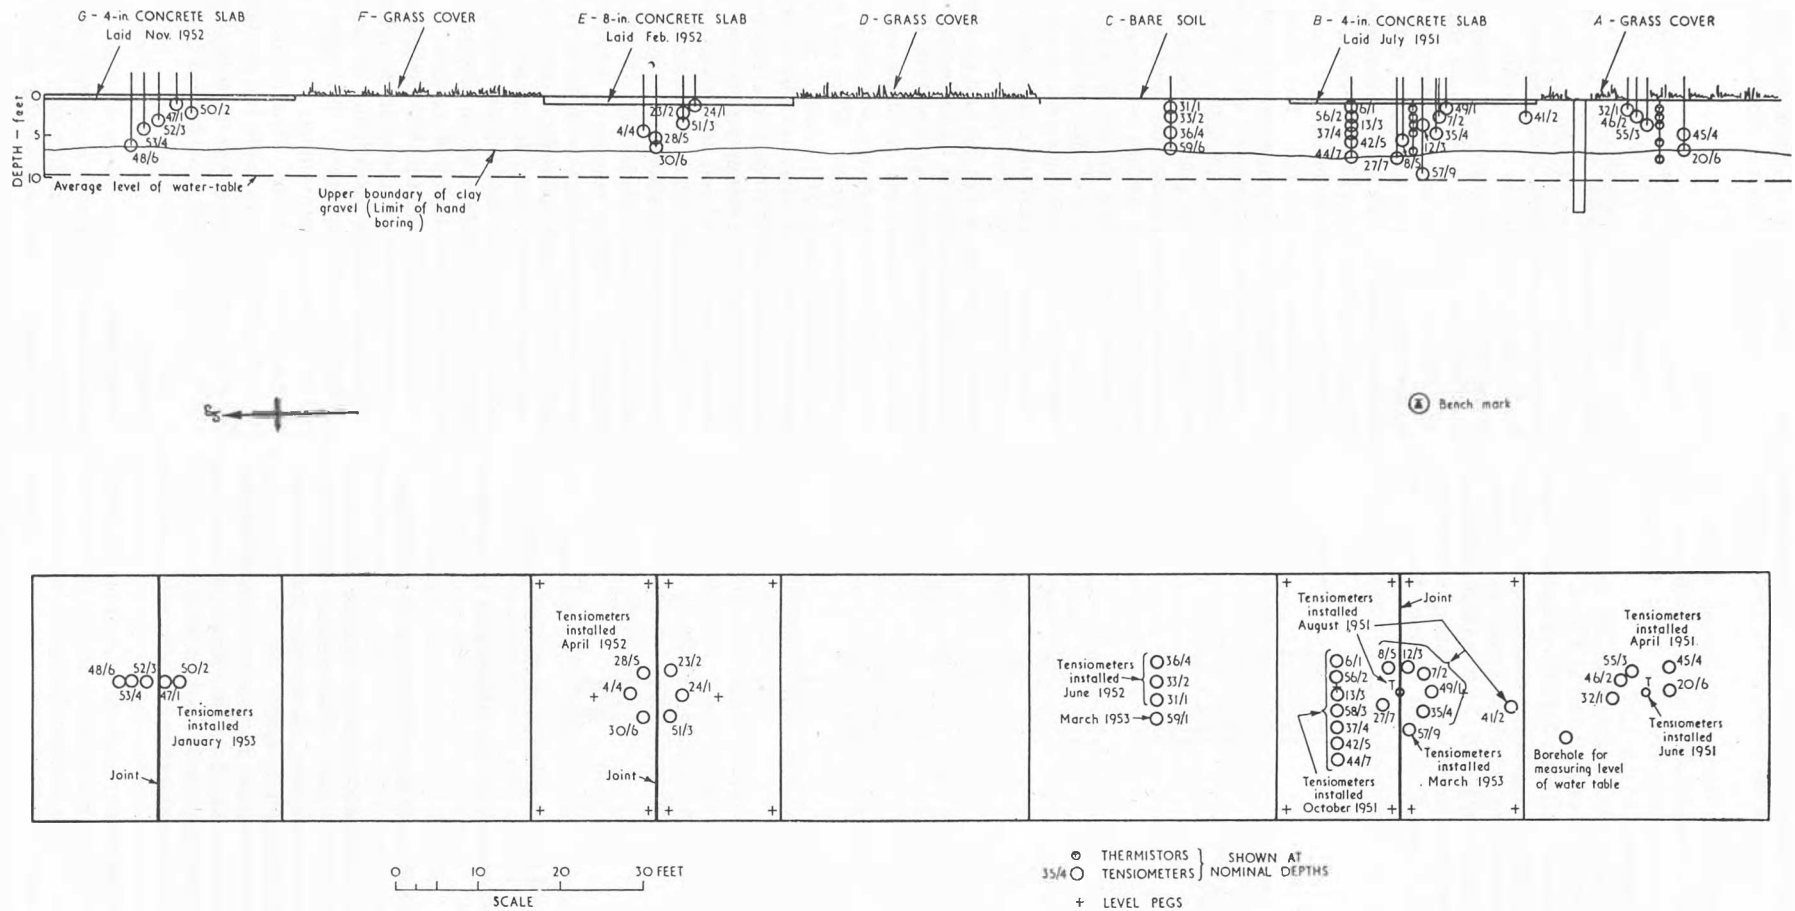 G - 4-in. CONCRETE SLAB
Laid Nov. 1952
F - GRASS COVER
E - 8-in. CONCRETE SLAB
Laid Feb. 1952
D - GRASS COVER
C - BARE SOIL
B - 4-in. CONCRETE SLAB
Laid July 1951
A - GRASS COVER
DEPTH - feet
0
5
10
50/2
47/1
52/3
53/4
48/6
23/2
24/1
4/4
51/3
28/5
30/6
31/1
33/2
36/4
59/6
6/1
56/2
13/3
37/4
42/5
44/7
27/7
8/5
12/3
57/9
49/1
7/2
35/4
41/2
32/1
46/2
55/3
45/4
20/6
Average level of water-table
Upper boundary of clay
gravel (Limit of hand
boring)
Bench mark
48/6
52/3
50/2
53/4
47/1
Tensiometers
installed
January 1953
Joint
Tensiometers
installed
April 1952
28/5
23/2
4/4
24/1
30/6
51/3
Joint
Tensiometers
installed
June 1952
March 1953
36/4
33/2
31/1
59/1
Tensiometers
installed
August 1951
Joint
6/1
56/2
13/3
58/3
37/4
42/5
44/7
8/5
12/3
7/2
T
49/1
27/7
35/4
57/9
41/2
Tensiometers
installed
October 1951
Tensiometers
installed
March 1953
Tensiometers
installed
April 1951.
55/3
45/4
46/2
T
20/6
32/1
Tensiometers
installed
June 1951
Borehole for
measuring level
of water table
0 10 20 30 FEET
SCALE
THERMISTORS
35/4 TENSIOMETERS
SHOWN AT
NOMINAL DEPTHS
+ LEVEL PEGS